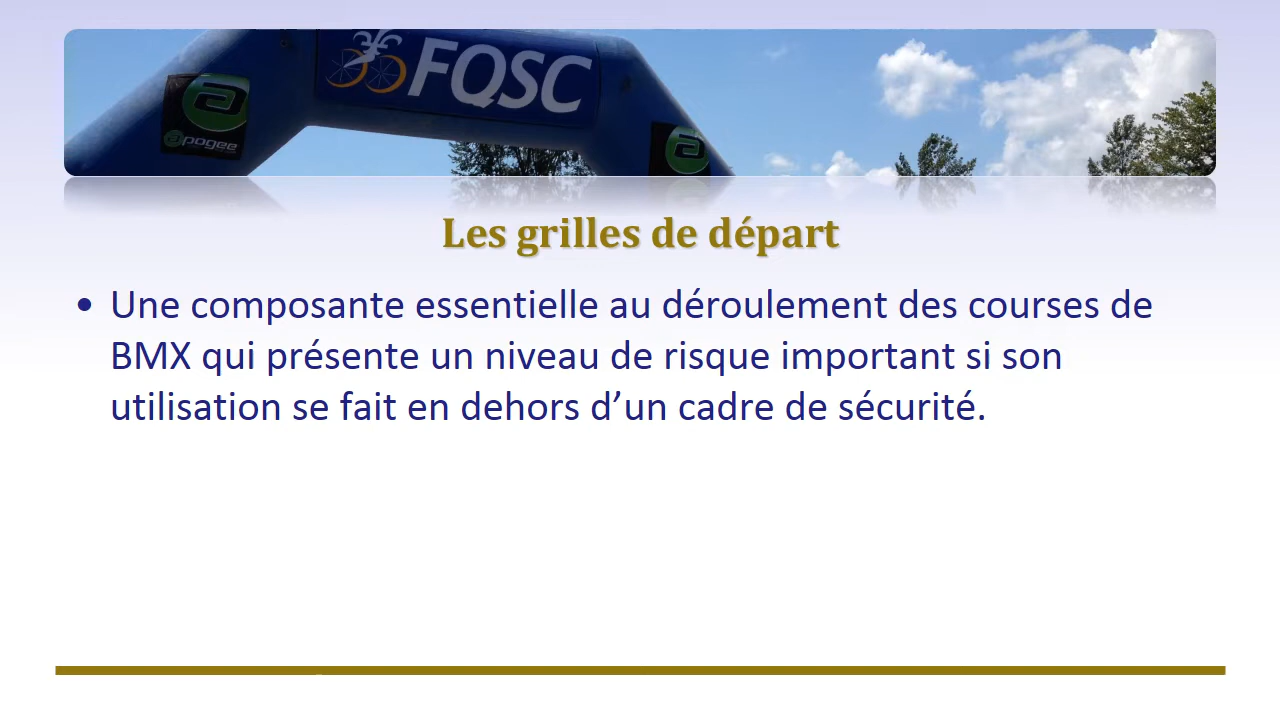 FQSC
apogee
Les grilles de départ
• Une composante essentielle au déroulement des courses de
BMX qui présente un niveau de risque important si son
utilisation se fait en dehors d’un cadre de sécurité.